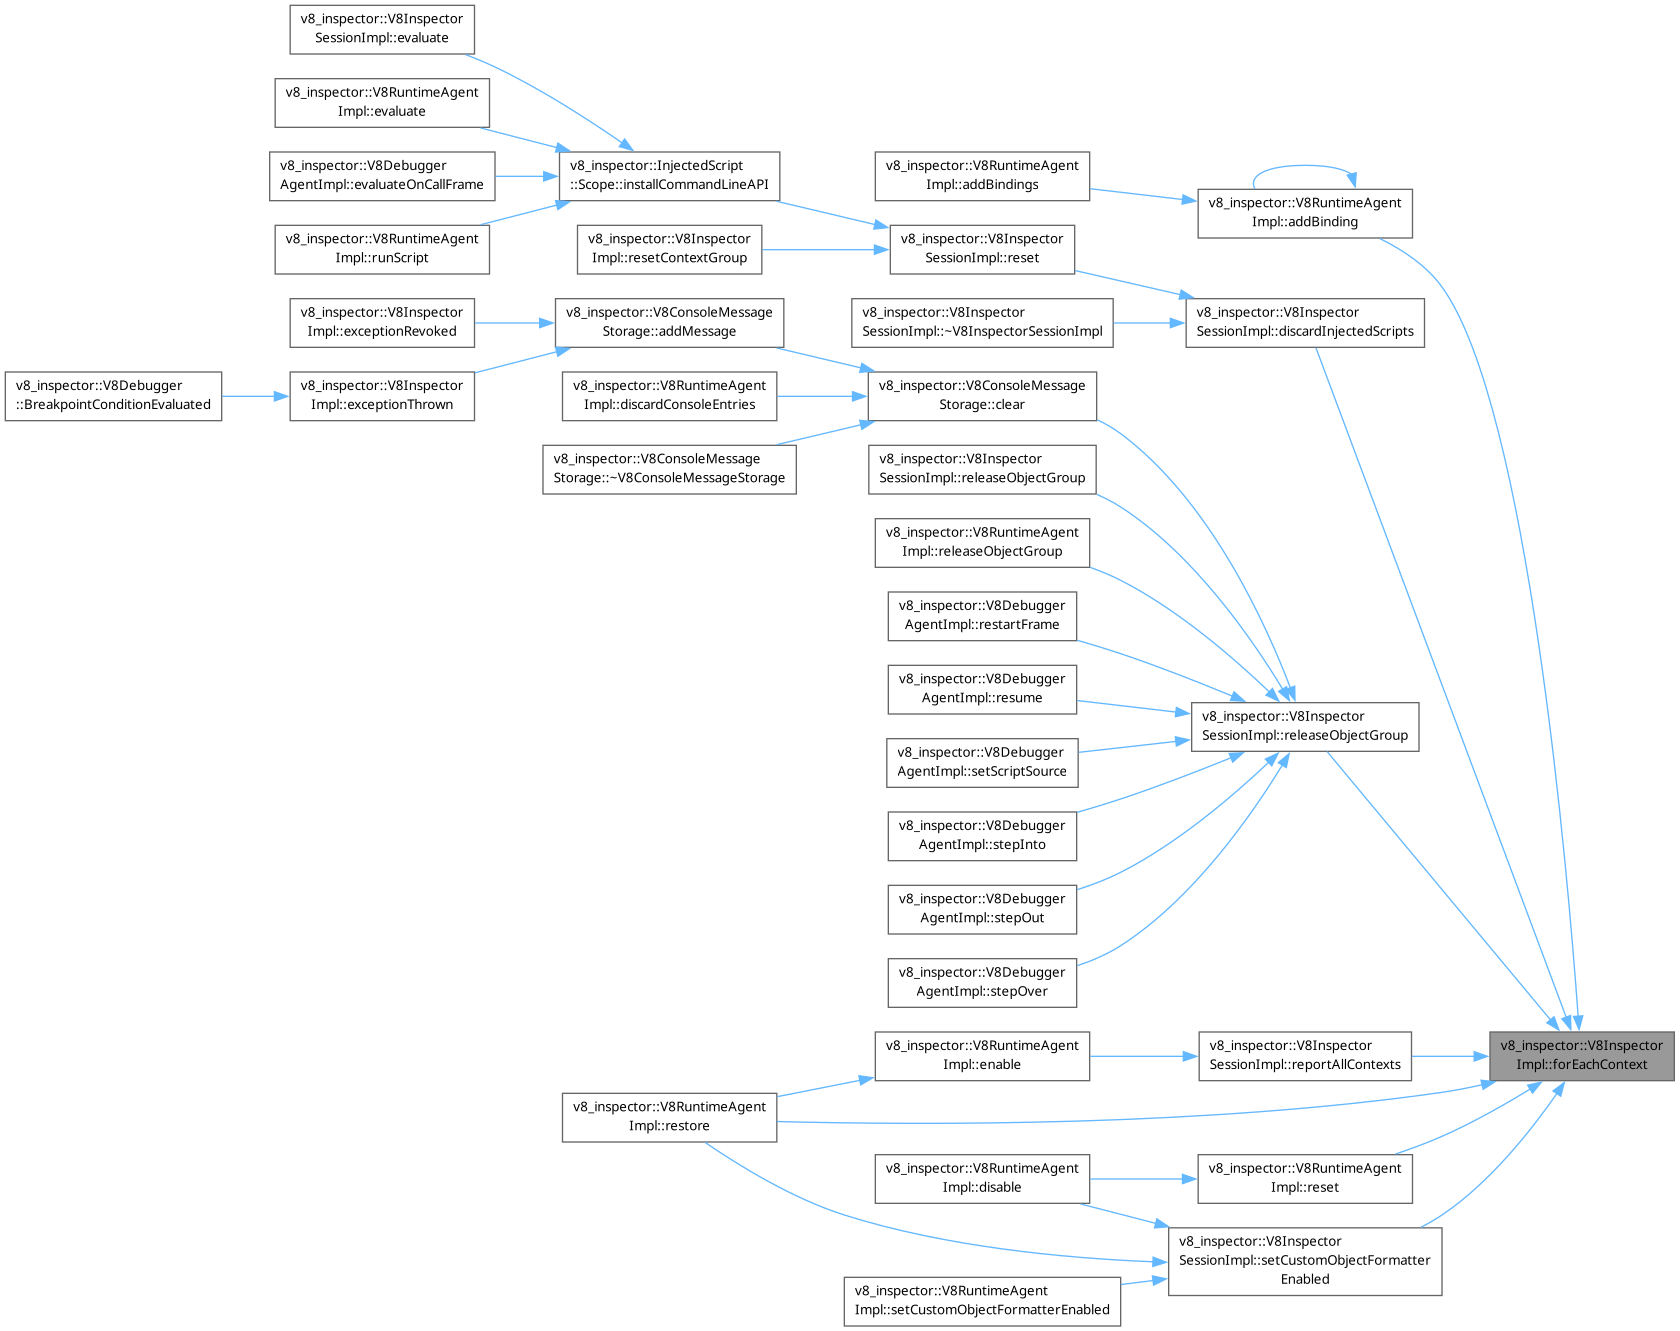 v8_inspector::V8Inspector
SessionImpl::evaluate
v8_inspector::V8RuntimeAgent
Impl::evaluate
v8_inspector::V8Debugger
AgentImpl::evaluateOnCallFrame
v8_inspector::V8RuntimeAgent
Impl::runScript
v8_inspector::InjectedScript
::Scope::installCommandLineAPI
v8_inspector::V8Inspector
Impl::resetContextGroup
v8_inspector::V8RuntimeAgent
Impl::addBindings
v8_inspector::V8RuntimeAgent
Impl::addBinding
v8_inspector::V8Inspector
SessionImpl::reset
v8_inspector::V8Inspector
SessionImpl::~V8InspectorSessionImpl
v8_inspector::V8Inspector
SessionImpl::discardInjectedScripts
v8_inspector::V8Inspector
Impl::exceptionRevoked
v8_inspector::V8ConsoleMessage
Storage::addMessage
v8_inspector::V8Debugger
::BreakpointConditionEvaluated
v8_inspector::V8Inspector
Impl::exceptionThrown
v8_inspector::V8RuntimeAgent
Impl::discardConsoleEntries
v8_inspector::V8ConsoleMessage
Storage::clear
v8_inspector::V8ConsoleMessage
Storage::~V8ConsoleMessageStorage
v8_inspector::V8Inspector
SessionImpl::releaseObjectGroup
v8_inspector::V8RuntimeAgent
Impl::releaseObjectGroup
v8_inspector::V8Debugger
AgentImpl::restartFrame
v8_inspector::V8Debugger
AgentImpl::resume
v8_inspector::V8Inspector
SessionImpl::releaseObjectGroup
v8_inspector::V8Debugger
AgentImpl::setScriptSource
v8_inspector::V8Debugger
AgentImpl::stepInto
v8_inspector::V8Debugger
AgentImpl::stepOut
v8_inspector::V8Debugger
AgentImpl::stepOver
v8_inspector::V8RuntimeAgent
Impl::enable
v8_inspector::V8Inspector
SessionImpl::reportAllContexts
v8_inspector::V8Inspector
Impl::forEachContext
v8_inspector::V8RuntimeAgent
Impl::restore
v8_inspector::V8RuntimeAgent
Impl::disable
v8_inspector::V8RuntimeAgent
Impl::reset
v8_inspector::V8Inspector
SessionImpl::setCustomObjectFormatter
Enabled
v8_inspector::V8RuntimeAgent
Impl::setCustomObjectFormatterEnabled